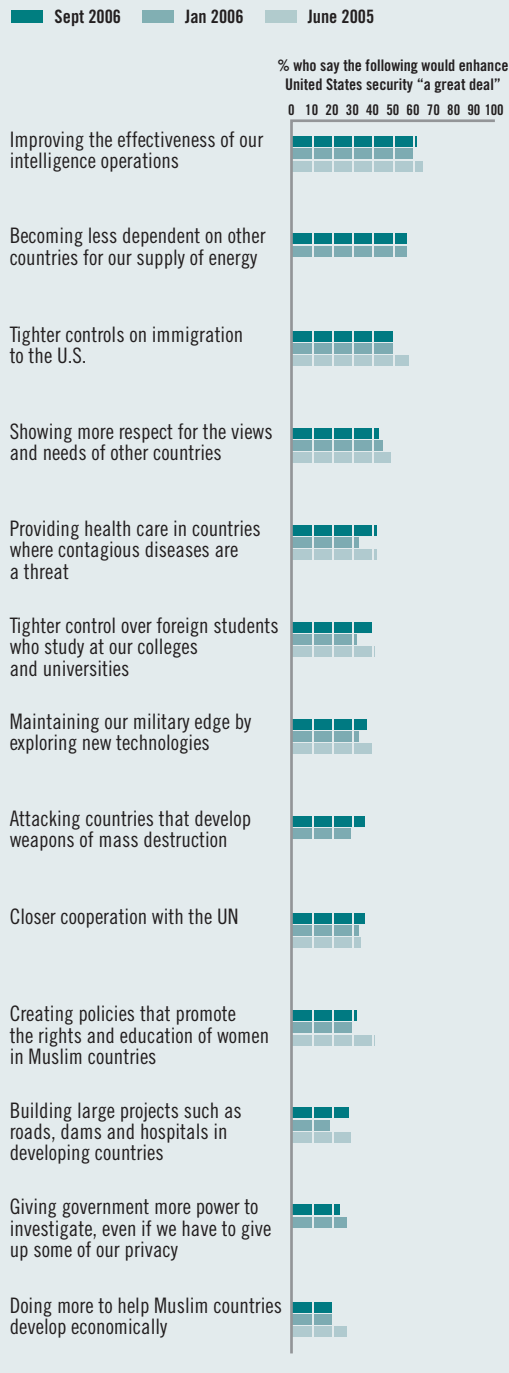 Sept 2006 Jan 2006 June 2005
% who say the following would enhance
United States security “a great deal”
0 10 20 30 40 50 60 70 80 90 100
Improving the effectiveness of our
intelligence operations
Becoming less dependent on other
countries for our supply of energy
Tighter controls on immigration
to the U.S.
Showing more respect for the views
and needs of other countries
Providing health care in countries
where contagious diseases are
a threat
Tighter control over foreign students
who study at our colleges
and universities
Maintaining our military edge by
exploring new technologies
Attacking countries that develop
weapons of mass destruction
Closer cooperation with the UN
Creating policies that promote
the rights and education of women
in Muslim countries
Building large projects such as
roads, dams and hospitals in
developing countries
Giving government more power to
investigate, even if we have to give
up some of our privacy
Doing more to help Muslim countries
develop economically